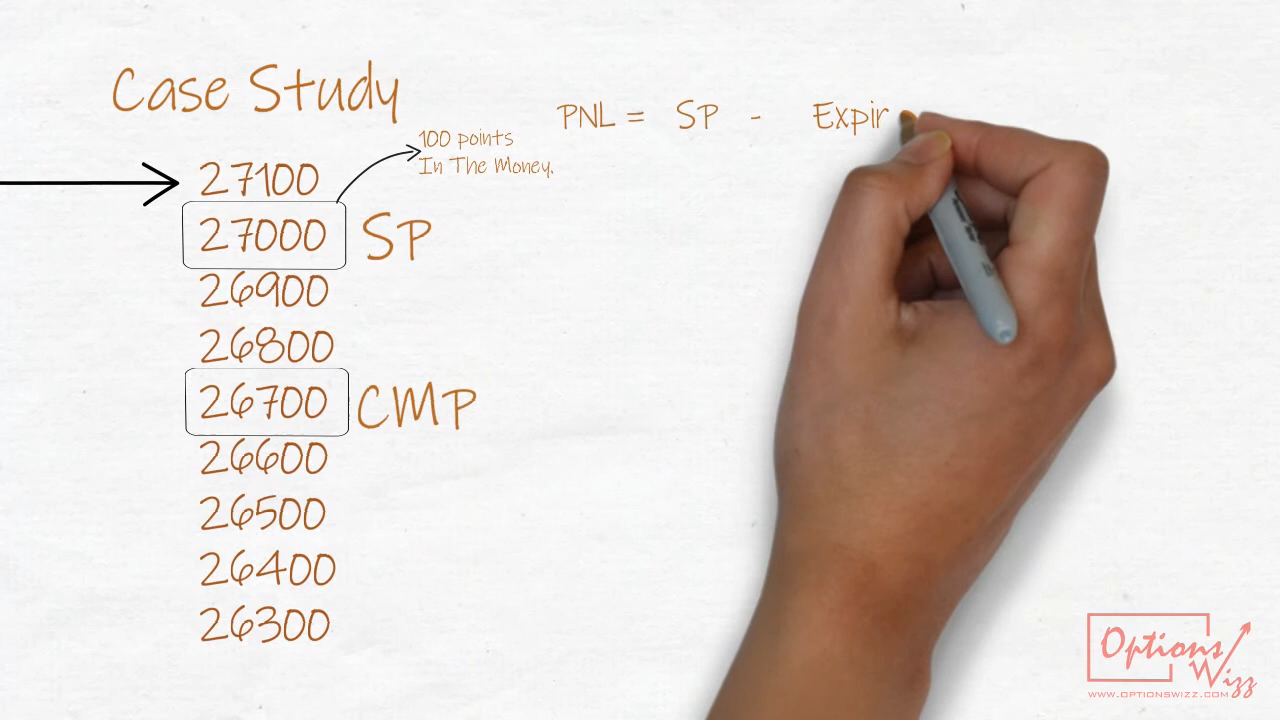 Case Study
PNL = SP - Expir
100 points
In The Money.
27100
27000 SP
26900
26800
26700 CMP
26600
26500
26400
26300
Options
Wizz
WWW.OPTIONSWIZZ.COM